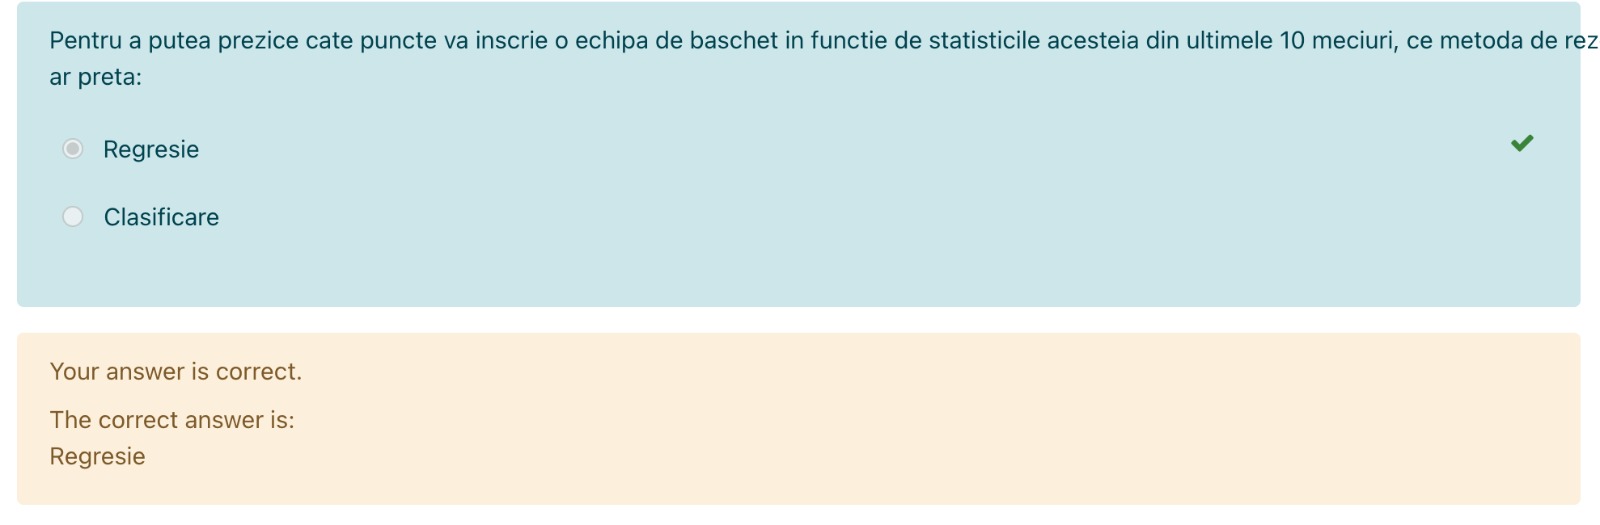 Pentru a putea prezice cate puncte va inscrie o echipa de baschet in functie de statisticile acesteia din ultimele 10 meciuri, ce metoda de rez
ar preta:
Regresie
Clasificare
Your answer is correct.
The correct answer is:
Regresie